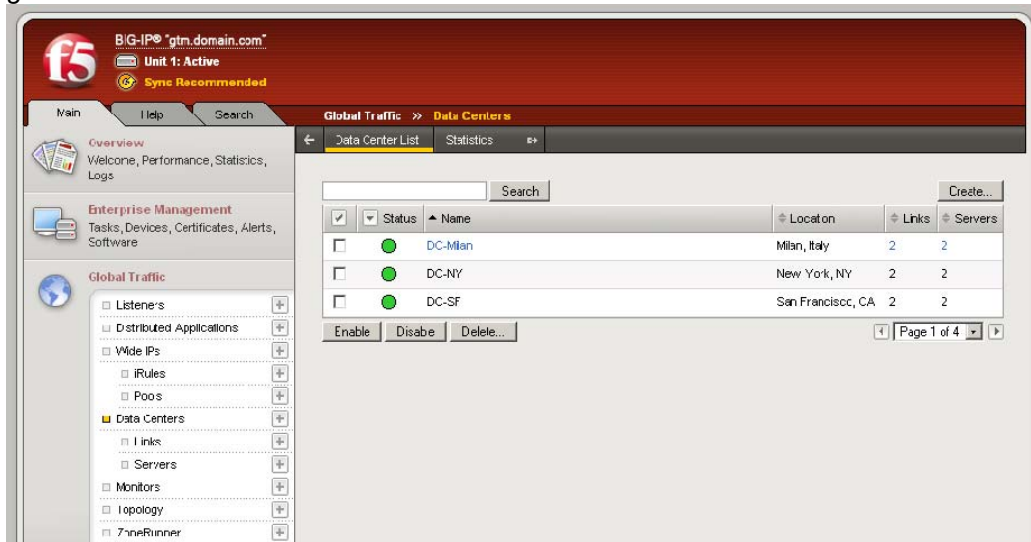 g
BIG-IP® "gtm.domain.com"
f5
Unit 1: Active
Sync Recommended
Main Help Search
Global Traffic » Data Centers
Data Center List Statistics
Overview
Welcome, Performance, Statistics,
Logs
Search
Create...
Enterprise Management
Tasks, Devices, Certificates, Alerts,
Software
Status Name Location Links Servers
DC-Milan Milan, Italy 2 2
DC-NY New York, NY 2 2
DC-SF San Francisco, CA 2 2
Enable Disabe Delele...
Page 1 of 4
Global Traffic
Listeners
Distributed Applications
Wide IPs
iRules
Pools
Data Centers
Links
Servers
Monitors
Topology
ZoneRunner